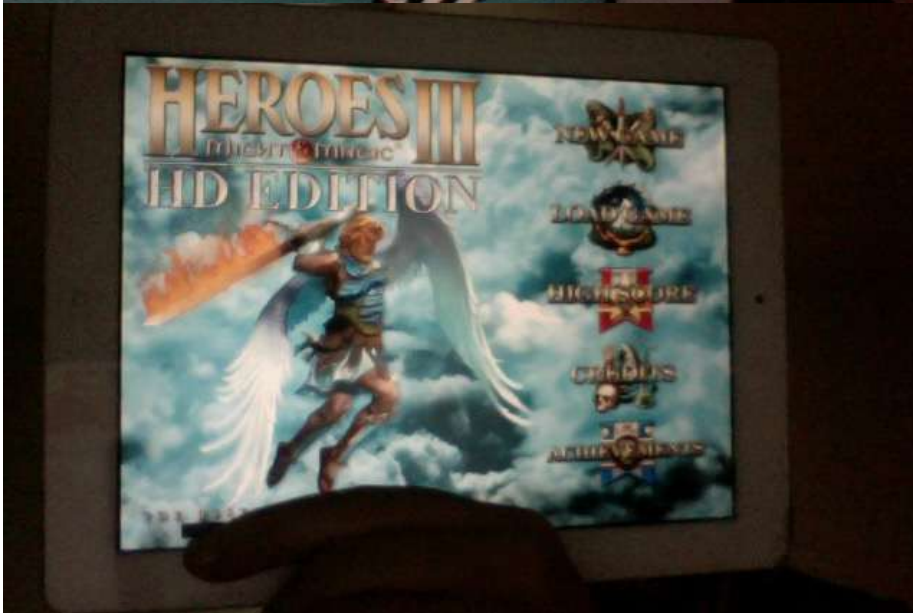 HEROES III
MIGHT & MAGIC
HD EDITION
NEW GAME
LOAD GAME
HIGH SCORE
CREDITS
ACHIEVEMENTS